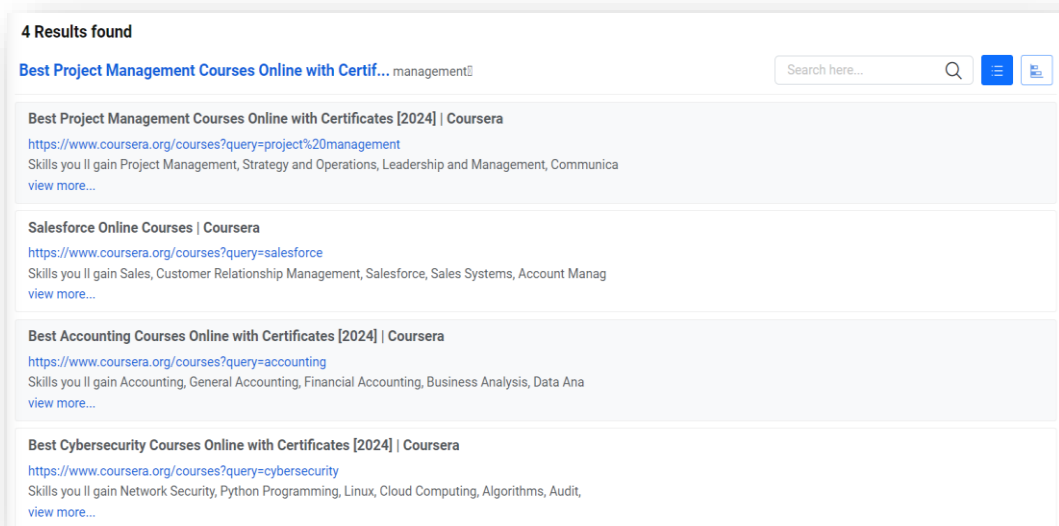 4 Results found
Best Project Management Courses Online with Certif... management
Search here...
Best Project Management Courses Online with Certificates [2024] | Coursera
https://www.coursera.org/courses?query=project%20management
Skills you ll gain Project Management, Strategy and Operations, Leadership and Management, Communica
view more...
Salesforce Online Courses | Coursera
https://www.coursera.org/courses?query=salesforce
Skills you ll gain Sales, Customer Relationship Management, Salesforce, Sales Systems, Account Manag
view more...
Best Accounting Courses Online with Certificates [2024] | Coursera
https://www.coursera.org/courses?query=accounting
Skills you ll gain Accounting, General Accounting, Financial Accounting, Business Analysis, Data Ana
view more...
Best Cybersecurity Courses Online with Certificates [2024] | Coursera
https://www.coursera.org/courses?query=cybersecurity
Skills you ll gain Network Security, Python Programming, Linux, Cloud Computing, Algorithms, Audit,
view more...